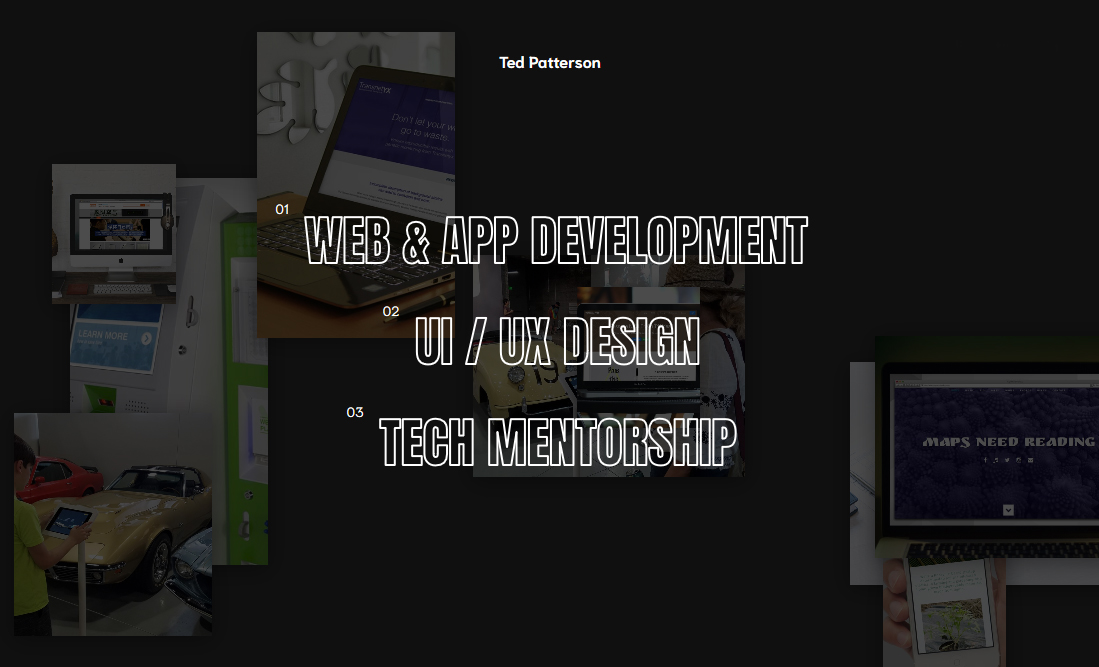 Ted Patterson
Don't let your w
go to waste.
01
WEB & APP DEVELOPMENT
02
UI / UX DESIGN
LEARN MORE
19
03
TECH MENTORSHIP
MAPS NEED READING